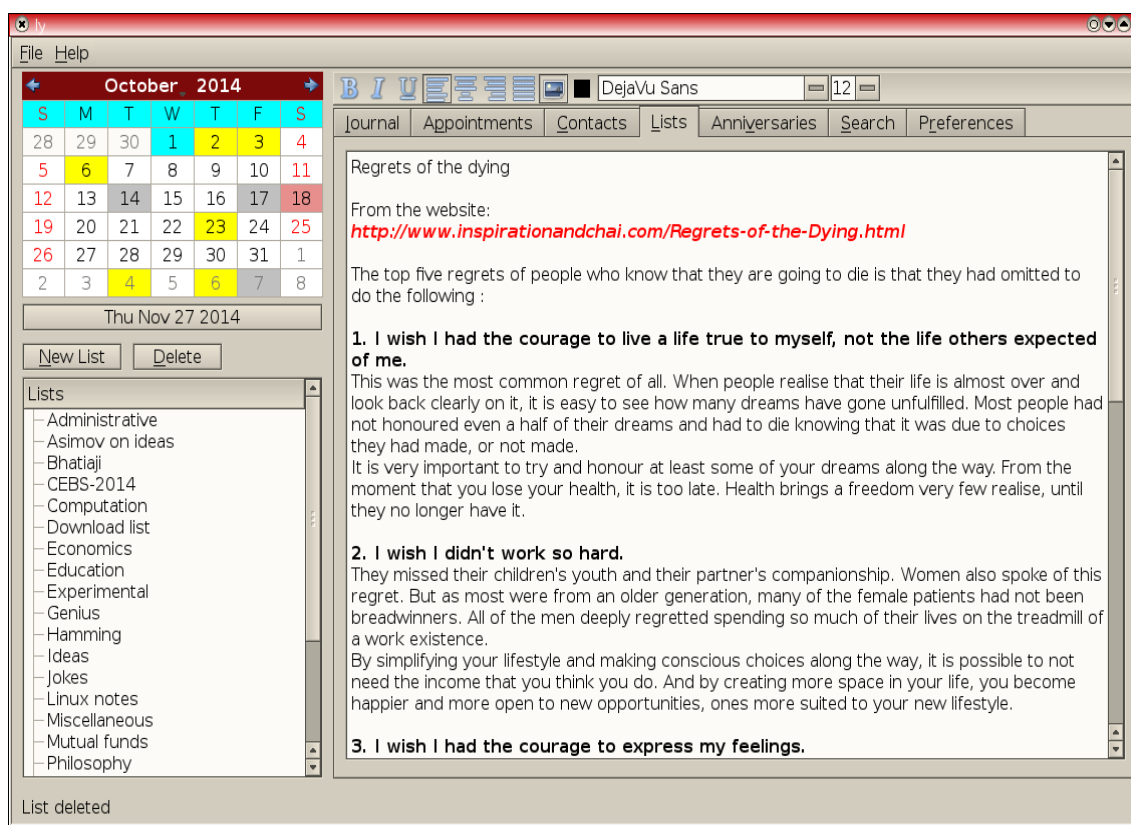 ly
File Help
October 2014
S M T W T F S
28 29 30 1 2 3 4
5 6 7 8 9 10 11
12 13 14 15 16 17 18
19 20 21 22 23 24 25
26 27 28 29 30 31 1
2 3 4 5 6 7 8
Thu Nov 27 2014
New List Delete
Lists
Administrative
Asimov on ideas
Bhatiaji
CEBS-2014
Computation
Download list
Economics
Education
Experimental
Genius
Hamming
Ideas
Jokes
Linux notes
Miscellaneous
Mutual funds
Philosophy
B I U DejaVu Sans 12
Journal Appointments Contacts Lists Anniversaries Search Preferences
Regrets of the dying
From the website:
http://www.inspirationandchai.com/Regrets-of-the-Dying.html
The top five regrets of people who know that they are going to die is that they had omitted to
do the following :
1. I wish I had the courage to live a life true to myself, not the life others expected
of me.
This was the most common regret of all. When people realise that their life is almost over and
look back clearly on it, it is easy to see how many dreams have gone unfulfilled. Most people had
not honoured even a half of their dreams and had to die knowing that it was due to choices
they had made, or not made.
It is very important to try and honour at least some of your dreams along the way. From the
moment that you lose your health, it is too late. Health brings a freedom very few realise, until
they no longer have it.
2. I wish I didn't work so hard.
They missed their children's youth and their partner's companionship. Women also spoke of this
regret. But as most were from an older generation, many of the female patients had not been
breadwinners. All of the men deeply regretted spending so much of their lives on the treadmill of
a work existence.
By simplifying your lifestyle and making conscious choices along the way, it is possible to not
need the income that you think you do. And by creating more space in your life, you become
happier and more open to new opportunities, ones more suited to your new lifestyle.
3. I wish I had the courage to express my feelings.
List deleted